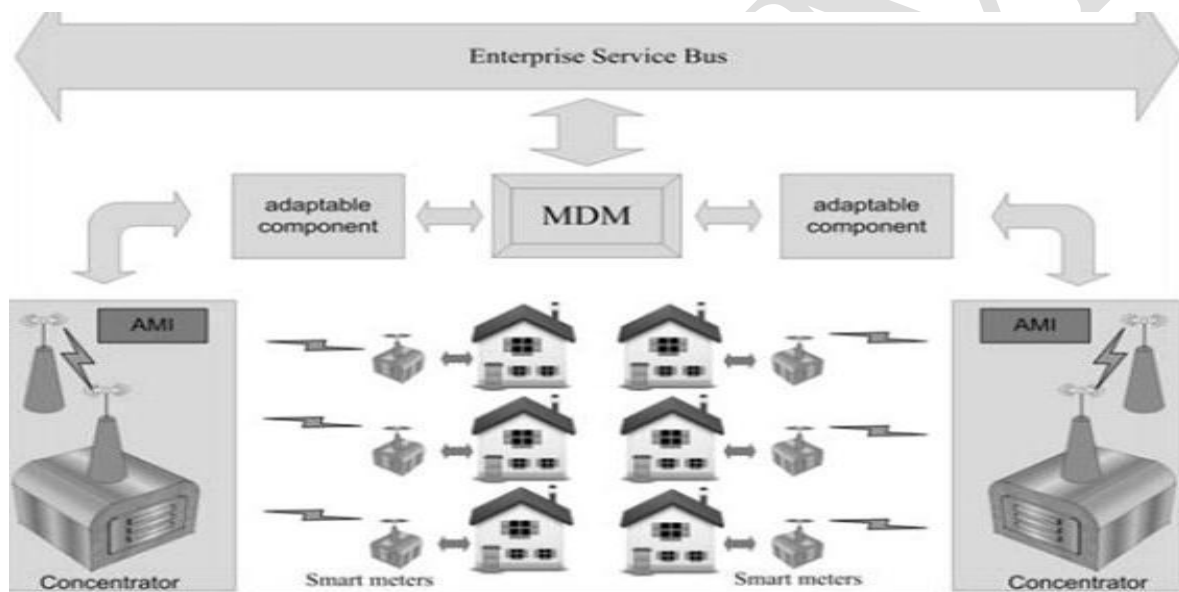 Enterprise Service Bus
adaptable
component
MDM
adaptable
component
AMI
AMI
Concentrator
Smart meters
Smart meters
Concentrator